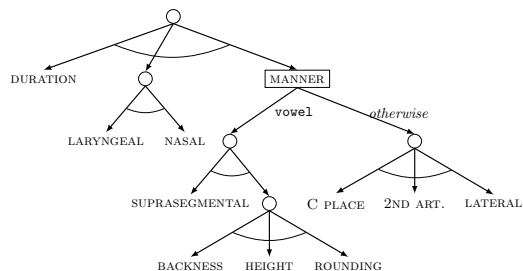 DURATION
MANNER
vowel
otherwise
LARYNGEAL NASAL
SUPRASEGMENTAL
C PLACE 2ND ART. LATERAL
BACKNESS HEIGHT ROUNDING